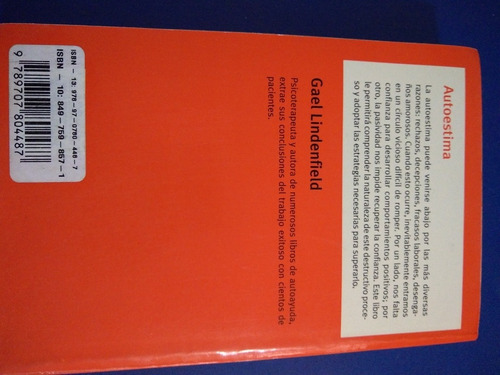 Autoestima
La autoestima puede venirse abajo por las más diversas
razones: rechazos, decepciones, fracasos laborales, desenga-
ños amorosos. Cuando esto ocurre, inevitablemente entramos
en un círculo vicioso difícil de romper. Por un lado, nos falta
confianza para desarrollar comportamientos positivos; por
otro, la pasividad nos impide recuperar la confianza. Este libro
le permitirá comprender la naturaleza de este destructivo proce-
so y adoptar las estrategias necesarias para superarlo.
Gael Lindenfield
Psicoterapeuta y autora de numerosos libros de autoayuda,
extrae sus conclusiones del trabajo exitoso con cientos de
pacientes.
ISBN - 13: 978-97-0780-448-7
ISBN - 10: 849-768-867-1
9 789707 804487